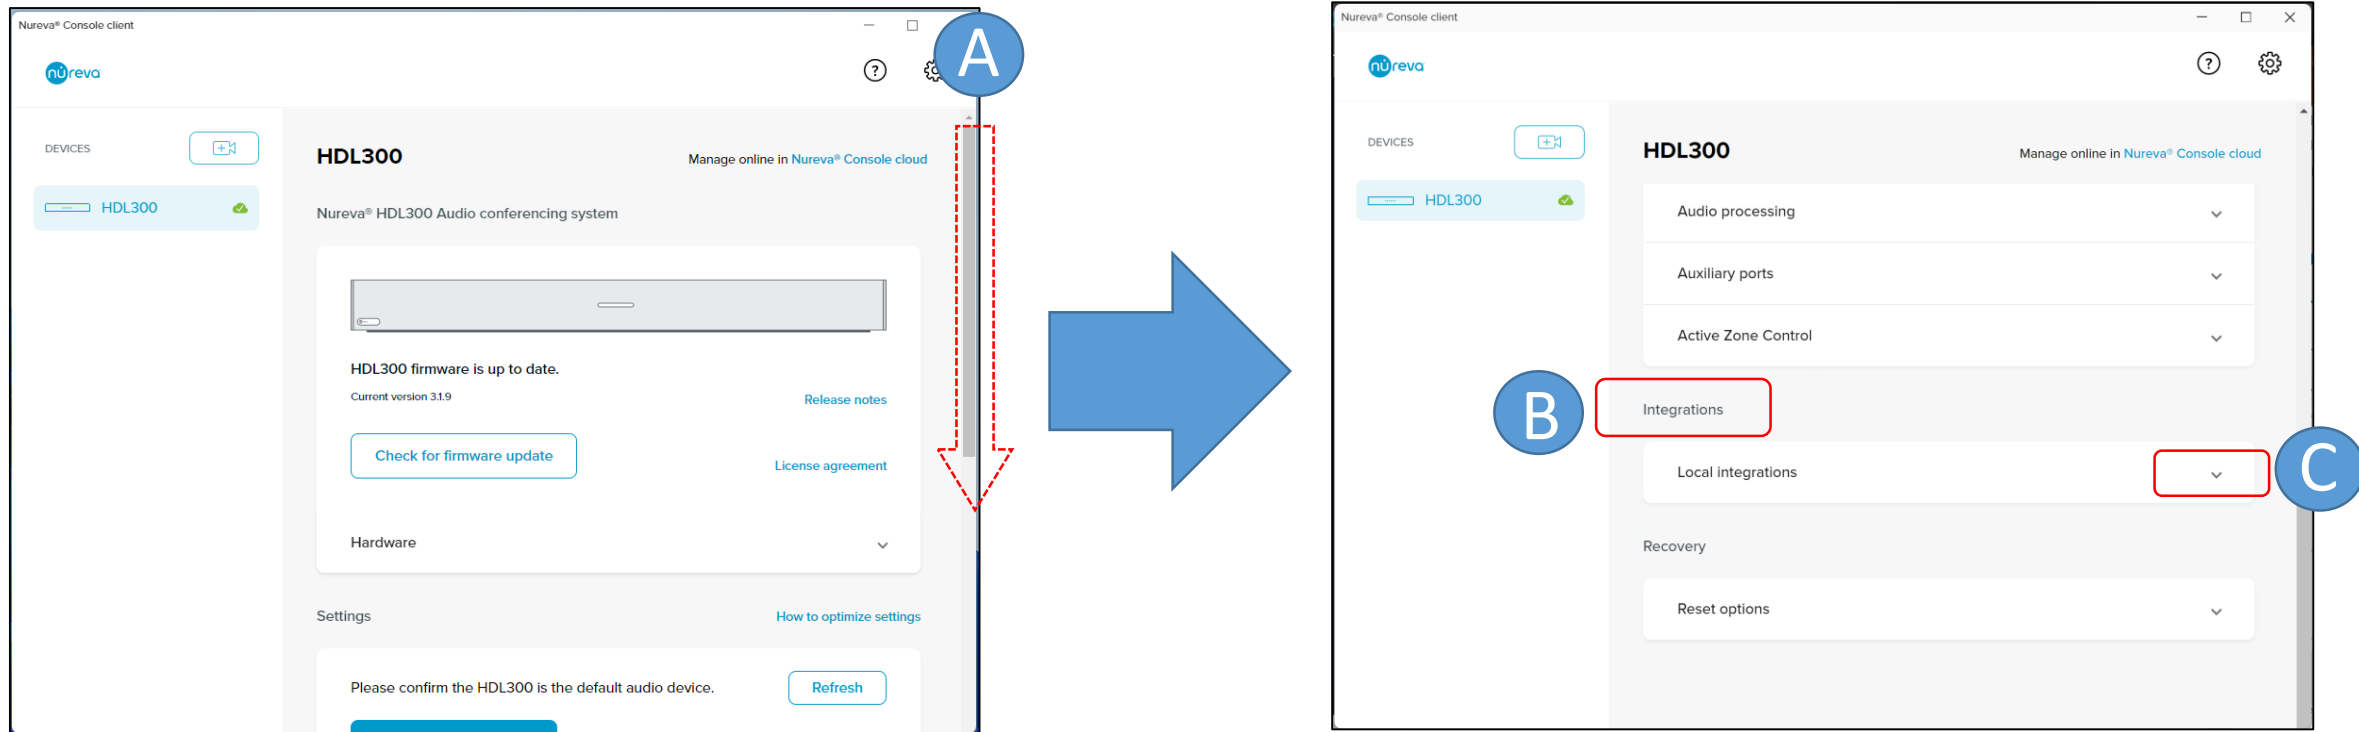 Nureva® Console client
nureva
A
DEVICES
HDL300
HDL300
Manage online in Nureva® Console cloud
Nureva® HDL300 Audio conferencing system
HDL300 firmware is up to date.
Current version 3.1.9
Release notes
Check for firmware update
License agreement
Hardware
Settings
How to optimize settings
Please confirm the HDL300 is the default audio device.
Refresh
Nureva® Console client
nureva
DEVICES
HDL300
HDL300
Manage online in Nureva® Console cloud
Audio processing
Auxiliary ports
Active Zone Control
B
Integrations
Local integrations
C
Recovery
Reset options